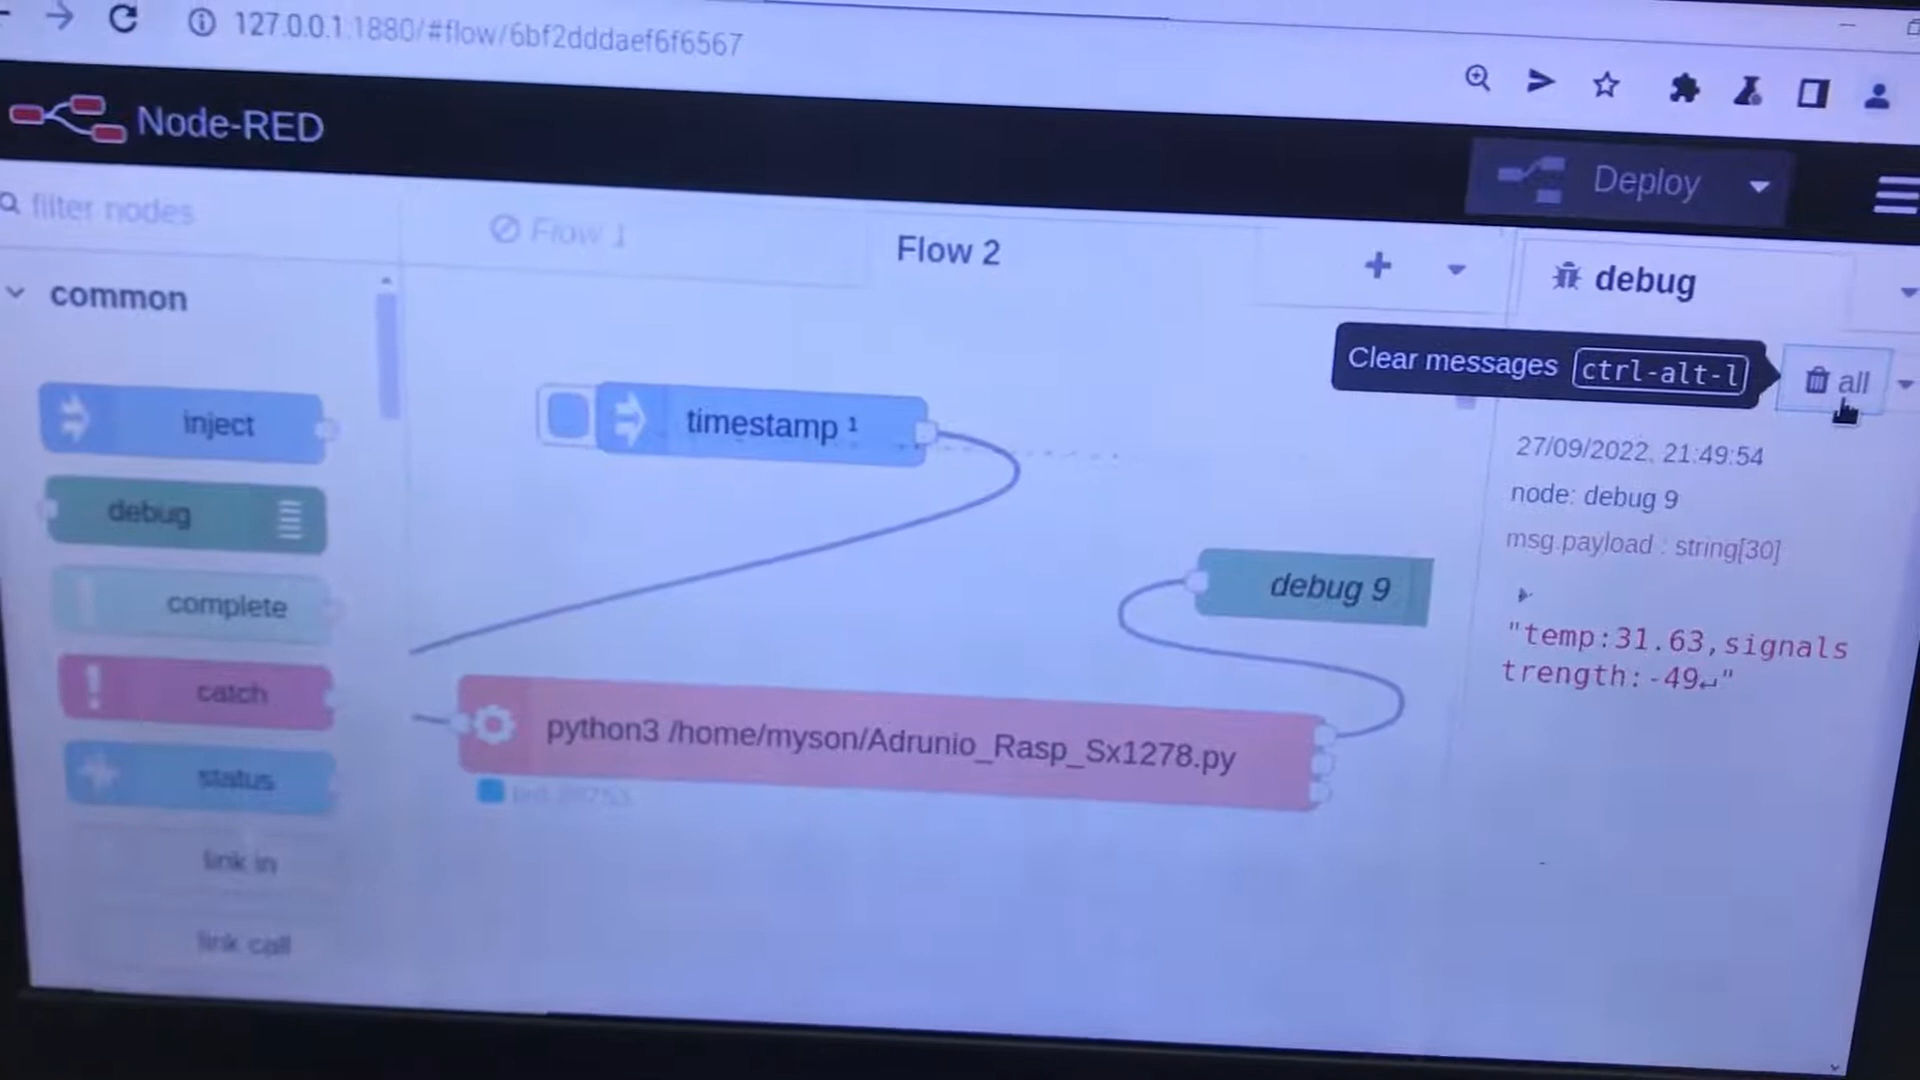 127.0.0.1:1880/#flow/6bf2dddaef6f6567
Node-RED
Deploy
filter nodes
Flow 1
Flow 2
debug
common
Clear messages ctrl-alt-l
all
inject
timestamp ¹
27/09/2022, 21:49:54
node: debug 9
msg.payload : string[30]
debug
debug 9
complete
"temp:31.63,signals
trength:-49↵"
catch
python3 /home/myson/Adrunio_Rasp_Sx1278.py
status
link in
link call